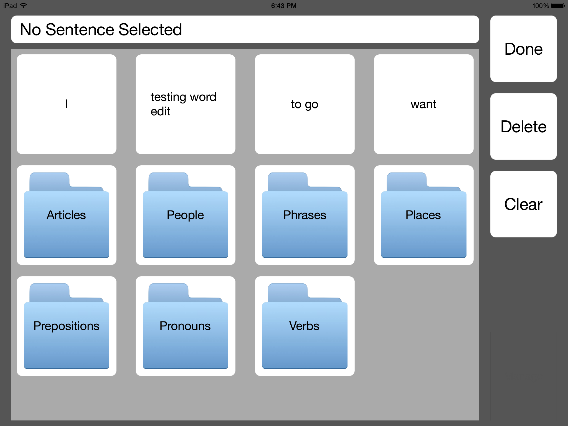 iPad 6:43 PM 100%
No Sentence Selected
Done
I
testing word
edit
to go
want
Delete
Articles
People
Phrases
Places
Clear
Prepositions
Pronouns
Verbs